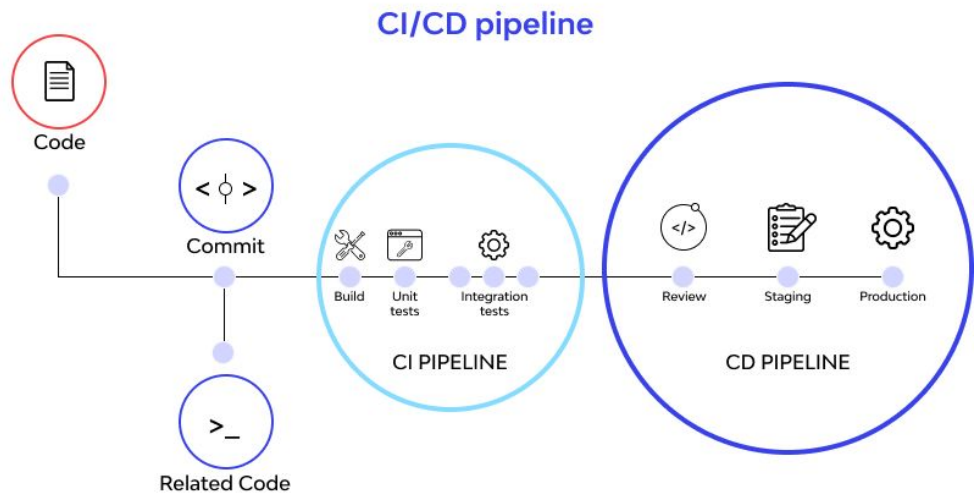 CI/CD pipeline
Code
< >
Commit
Build
Unit
tests
Integration
tests
CI PIPELINE
</>
Review
Staging
Production
CD PIPELINE
>_
Related Code